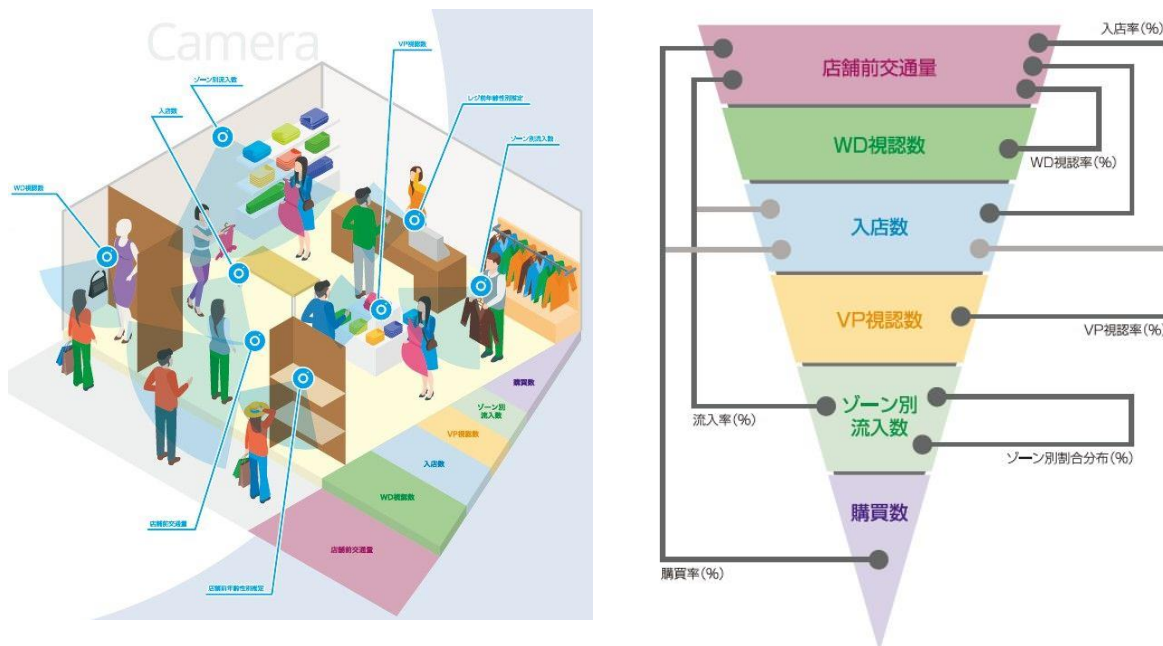 Camera
VP視認数
ゾーン別流入数
レジ前年齢性別推定
入店数
ゾーン別流入数
WD視認数
購買数
ゾーン別
流入数
VP視認数
入店数
WD視認数
店舗前交通量
店舗前交通量
店舗前年齢性別推定
入店率(%)
店舗前交通量
WD視認数
WD視認率(%)
入店数
VP視認数
VP視認率(%)
ゾーン別
流入数
流入率(%)
ゾーン別割合分布(%)
購買数
購買率(%)